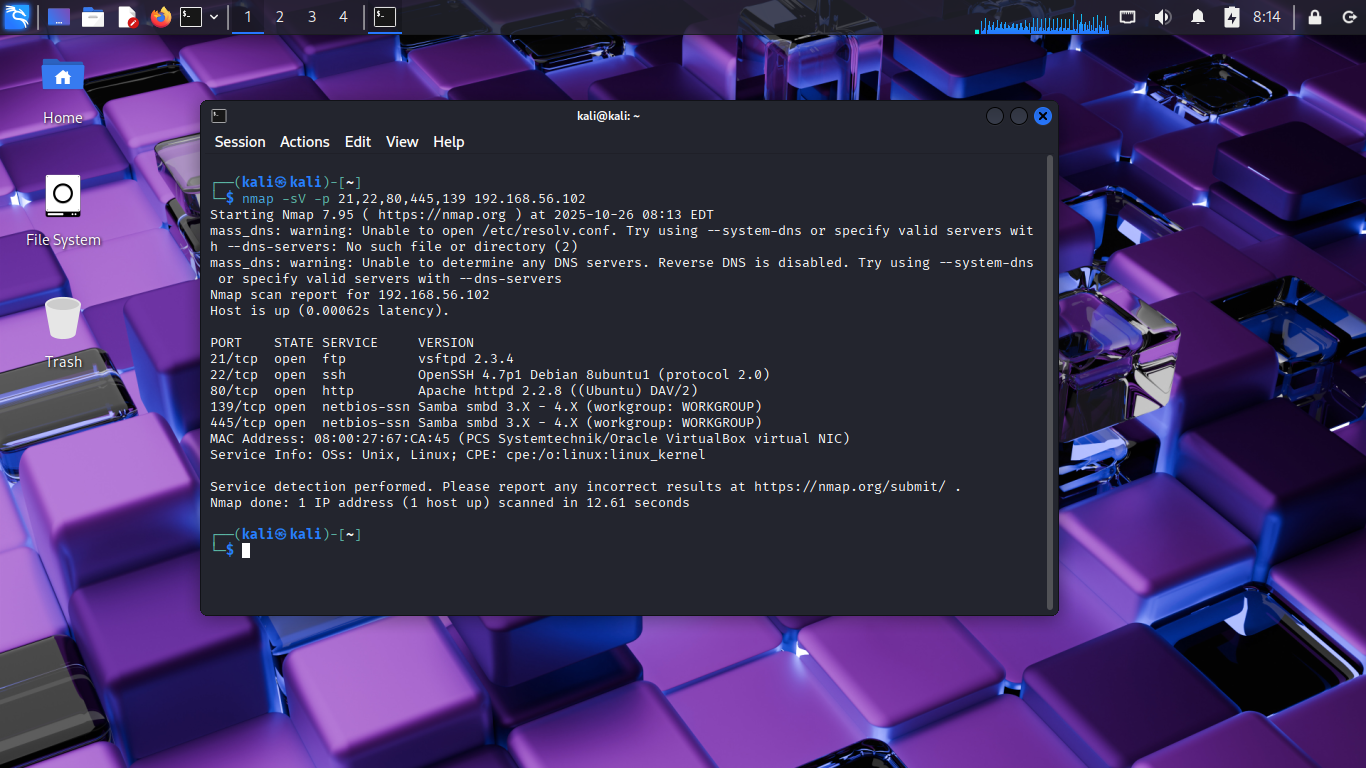 1 2 3 4 8:14
Home
File System
Trash
kali@kali: ~
Session Actions Edit View Help
┌──(kali㉿kali)-[~]
└─$ nmap -sV -p 21,22,80,445,139 192.168.56.102
Starting Nmap 7.95 ( https://nmap.org ) at 2025-10-26 08:13 EDT
mass_dns: warning: Unable to open /etc/resolv.conf. Try using --system-dns or specify valid servers wit
h --dns-servers: No such file or directory (2)
mass_dns: warning: Unable to determine any DNS servers. Reverse DNS is disabled. Try using --system-dns
 or specify valid servers with --dns-servers
Nmap scan report for 192.168.56.102
Host is up (0.00062s latency).
PORT    STATE SERVICE     VERSION
21/tcp  open  ftp         vsftpd 2.3.4
22/tcp  open  ssh         OpenSSH 4.7p1 Debian 8ubuntu1 (protocol 2.0)
80/tcp  open  http        Apache httpd 2.2.8 ((Ubuntu) DAV/2)
139/tcp open  netbios-ssn Samba smbd 3.X - 4.X (workgroup: WORKGROUP)
445/tcp open  netbios-ssn Samba smbd 3.X - 4.X (workgroup: WORKGROUP)
MAC Address: 08:00:27:67:CA:45 (PCS Systemtechnik/Oracle VirtualBox virtual NIC)
Service Info: OSs: Unix, Linux; CPE: cpe:/o:linux:linux_kernel
Service detection performed. Please report any incorrect results at https://nmap.org/submit/ .
Nmap done: 1 IP address (1 host up) scanned in 12.61 seconds
┌──(kali㉿kali)-[~]
└─$